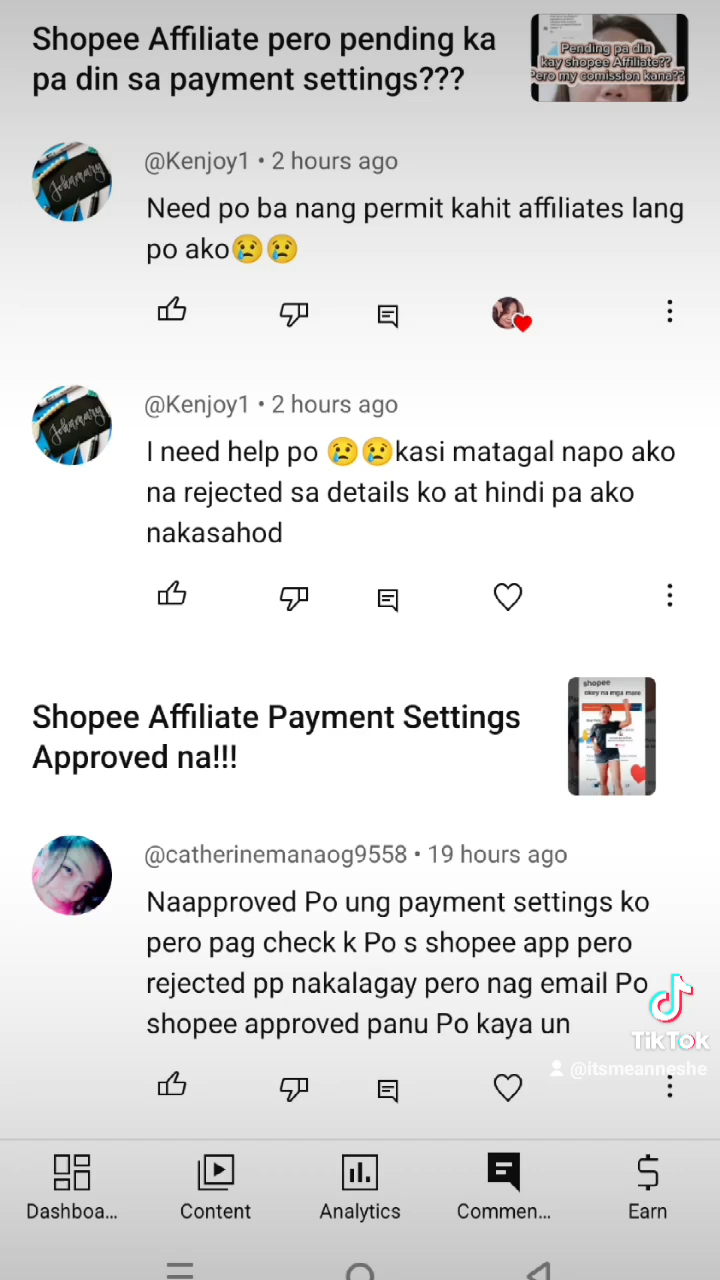 Shopee Affiliate pero pending ka
pa din sa payment settings???
Pending pa din
kay shopee Affiliate??
Pero my comission kana??
@Kenjoy1 • 2 hours ago
Need po ba nang permit kahit affiliates lang
po ako😢😢
@Kenjoy1 • 2 hours ago
I need help po 😢😢kasi matagal napo ako
na rejected sa details ko at hindi pa ako
nakasahod
Shopee Affiliate Payment Settings
Approved na!!!
shopee
okey na mga mare
@catherinemanaog9558 • 19 hours ago
Naapproved Po ung payment settings ko
pero pag check k Po s shopee app pero
rejected pp nakalagay pero nag email Po
shopee approved panu Po kaya un
TikTok
@itsmeanneshe
Dashboa...
Content
Analytics
Commen...
Earn